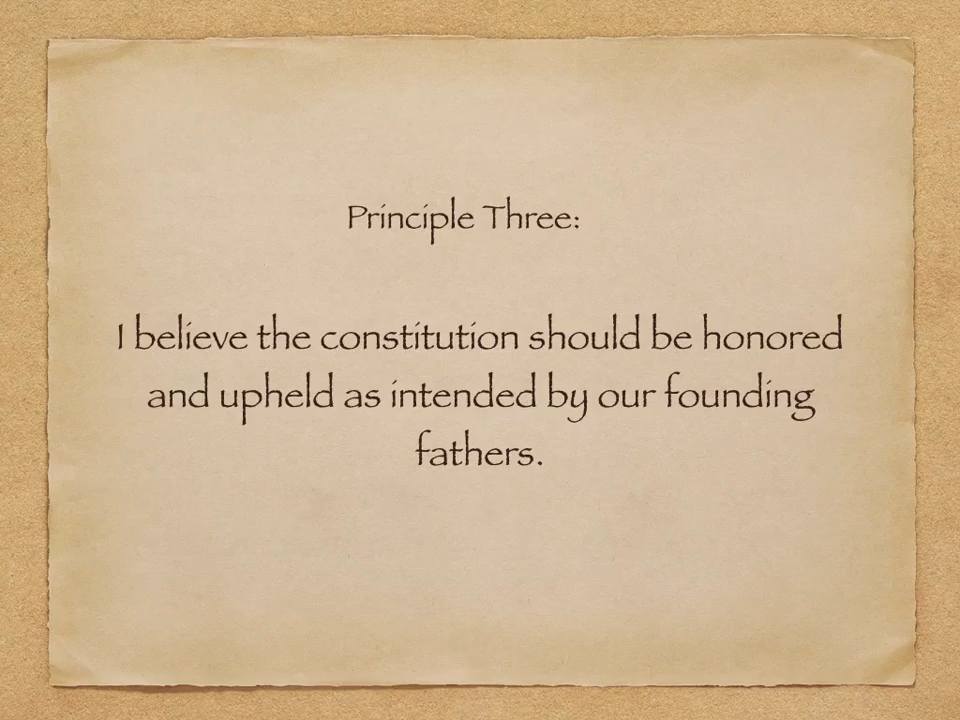 Principle Three:
I believe the constitution should be honored
and upheld as intended by our founding
fathers.